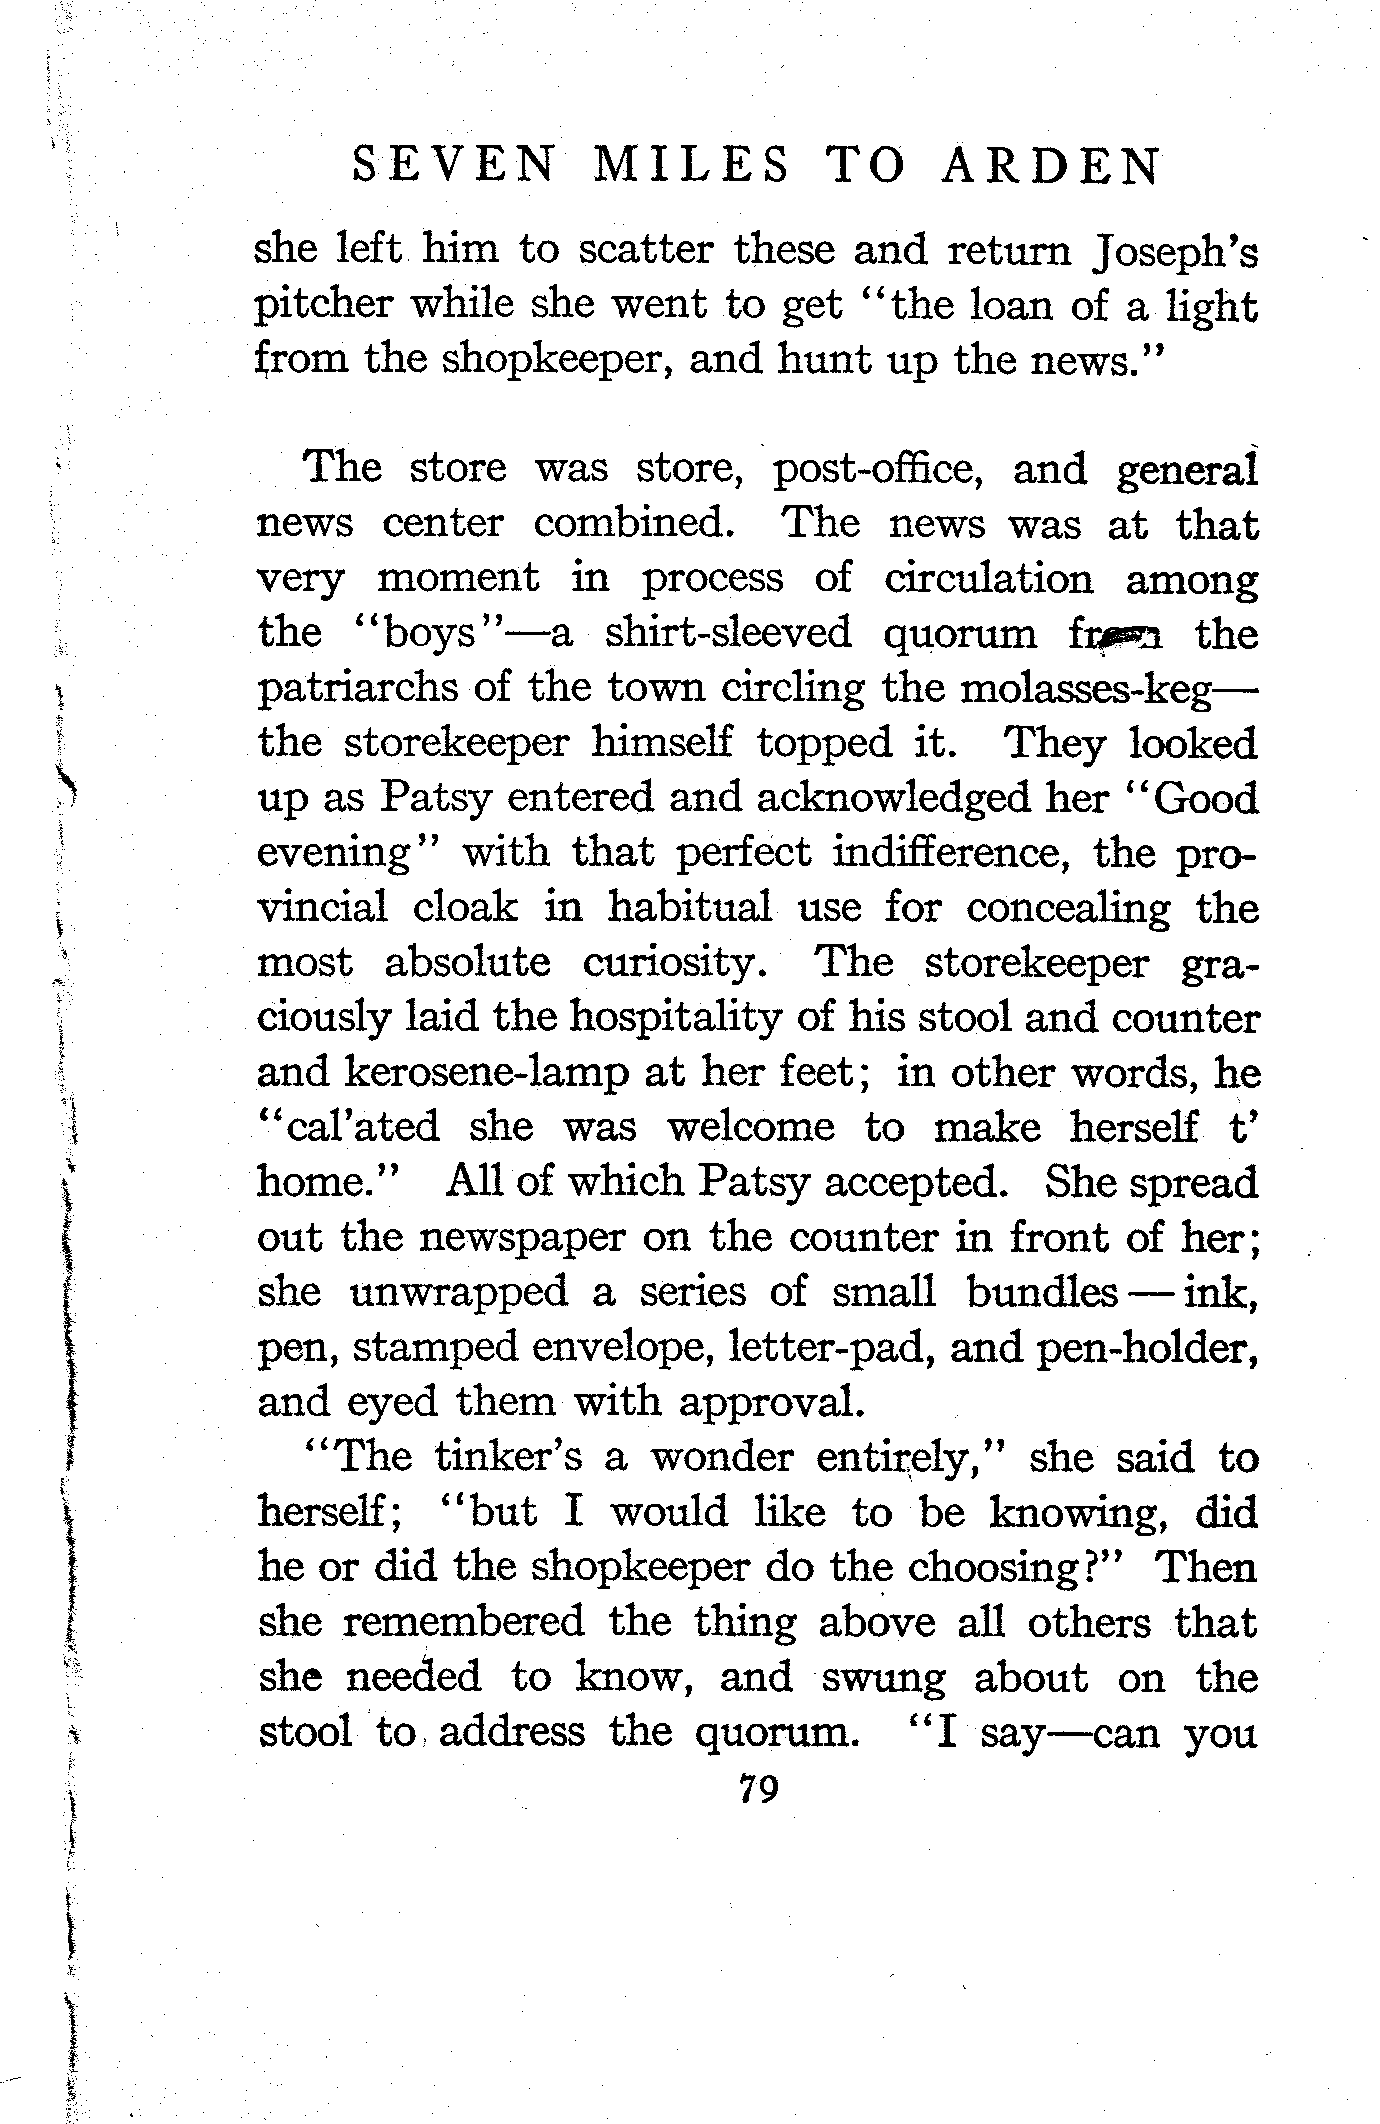 SEVEN MILES TO ARDEN
she left him to scatter these and return Joseph's
pitcher while she went to get "the loan of a light
from the shopkeeper, and hunt up the news."
The store was store, post-office, and general
news center combined. The news was at that
very moment in process of circulation among
the "boys"—a shirt-sleeved quorum from the
patriarchs of the town circling the molasses-keg—
the storekeeper himself topped it. They looked
up as Patsy entered and acknowledged her "Good
evening" with that perfect indifference, the pro-
vincial cloak in habitual use for concealing the
most absolute curiosity. The storekeeper gra-
ciously laid the hospitality of his stool and counter
and kerosene-lamp at her feet; in other words, he
"cal'ated she was welcome to make herself t'
home." All of which Patsy accepted. She spread
out the newspaper on the counter in front of her;
she unwrapped a series of small bundles—ink,
pen, stamped envelope, letter-pad, and pen-holder,
and eyed them with approval.
"The tinker's a wonder entirely," she said to
herself; "but I would like to be knowing, did
he or did the shopkeeper do the choosing?" Then
she remembered the thing above all others that
she needed to know, and swung about on the
stool to address the quorum. "I say—can you
79